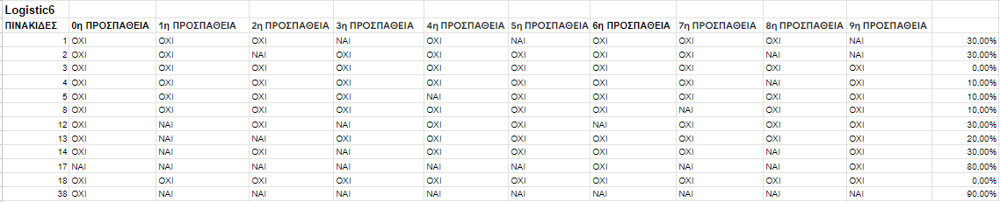 Logistic6
ΠΙΝΑΚΙΔΕΣ 0η ΠΡΟΣΠΑΘΕΙΑ 1η ΠΡΟΣΠΑΘΕΙΑ 2η ΠΡΟΣΠΑΘΕΙΑ 3η ΠΡΟΣΠΑΘΕΙΑ 4η ΠΡΟΣΠΑΘΕΙΑ 5η ΠΡΟΣΠΑΘΕΙΑ 6η ΠΡΟΣΠΑΘΕΙΑ 7η ΠΡΟΣΠΑΘΕΙΑ 8η ΠΡΟΣΠΑΘΕΙΑ 9η ΠΡΟΣΠΑΘΕΙΑ
1 ΟΧΙ ΟΧΙ ΟΧΙ ΝΑΙ ΟΧΙ ΝΑΙ ΟΧΙ ΟΧΙ ΟΧΙ ΝΑΙ 30,00%
2 ΟΧΙ ΟΧΙ ΝΑΙ ΟΧΙ ΟΧΙ ΟΧΙ ΟΧΙ ΟΧΙ ΝΑΙ ΝΑΙ 30,00%
3 ΟΧΙ ΟΧΙ ΟΧΙ ΟΧΙ ΟΧΙ ΟΧΙ ΟΧΙ ΟΧΙ ΟΧΙ ΟΧΙ 0,00%
4 ΟΧΙ ΟΧΙ ΟΧΙ ΟΧΙ ΟΧΙ ΟΧΙ ΟΧΙ ΟΧΙ ΝΑΙ ΟΧΙ 10,00%
5 ΟΧΙ ΟΧΙ ΟΧΙ ΟΧΙ ΝΑΙ ΟΧΙ ΟΧΙ ΟΧΙ ΟΧΙ ΟΧΙ 10,00%
8 ΟΧΙ ΟΧΙ ΟΧΙ ΟΧΙ ΟΧΙ ΟΧΙ ΟΧΙ ΝΑΙ ΟΧΙ ΟΧΙ 10,00%
12 ΟΧΙ ΝΑΙ ΟΧΙ ΝΑΙ ΟΧΙ ΟΧΙ ΝΑΙ ΟΧΙ ΟΧΙ ΟΧΙ 30,00%
13 ΟΧΙ ΝΑΙ ΝΑΙ ΟΧΙ ΟΧΙ ΟΧΙ ΟΧΙ ΟΧΙ ΟΧΙ ΟΧΙ 20,00%
14 ΟΧΙ ΝΑΙ ΟΧΙ ΝΑΙ ΟΧΙ ΟΧΙ ΟΧΙ ΟΧΙ ΝΑΙ ΟΧΙ 30,00%
17 ΝΑΙ ΝΑΙ ΝΑΙ ΝΑΙ ΝΑΙ ΝΑΙ ΟΧΙ ΝΑΙ ΝΑΙ ΟΧΙ 80,00%
18 ΟΧΙ ΟΧΙ ΟΧΙ ΟΧΙ ΟΧΙ ΟΧΙ ΟΧΙ ΟΧΙ ΟΧΙ ΟΧΙ 0,00%
38 ΟΧΙ ΝΑΙ ΝΑΙ ΝΑΙ ΝΑΙ ΝΑΙ ΝΑΙ ΝΑΙ ΝΑΙ ΝΑΙ 90,00%